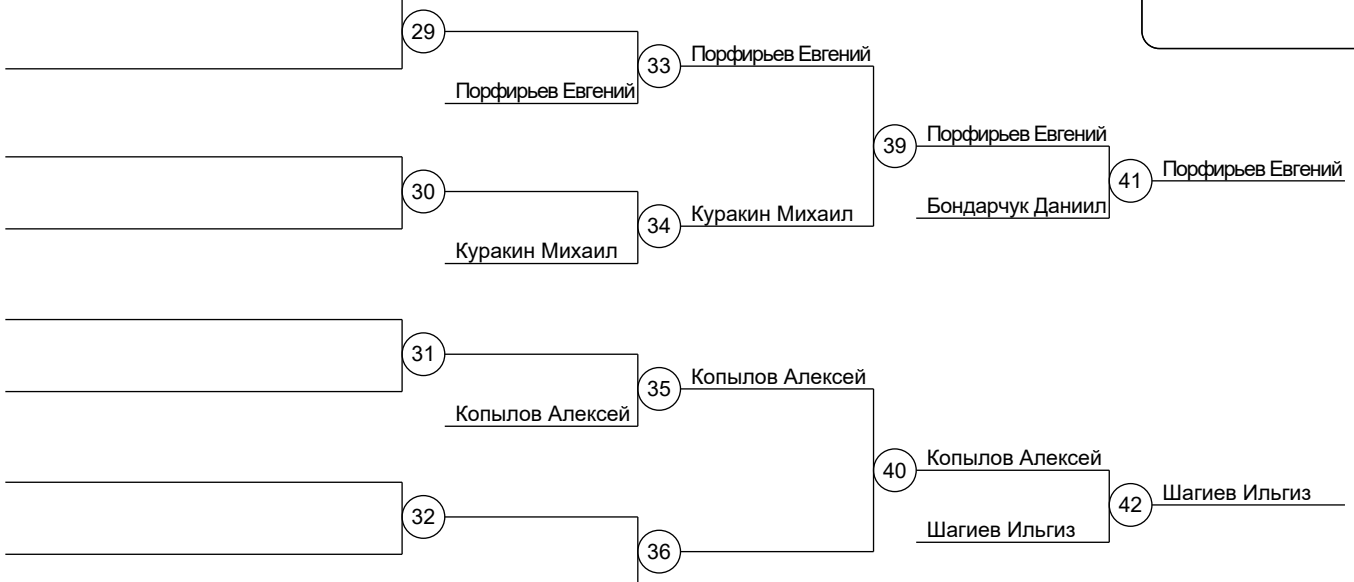 29
33
Порфирьев Евгений
Порфирьев Евгений
39
Порфирьев Евгений
41
Порфирьев Евгений
30
Бондарчук Даниил
34
Куракин Михаил
Куракин Михаил
31
35
Копылов Алексей
Копылов Алексей
40
Копылов Алексей
42
Шагиев Ильгиз
32
Шагиев Ильгиз
36